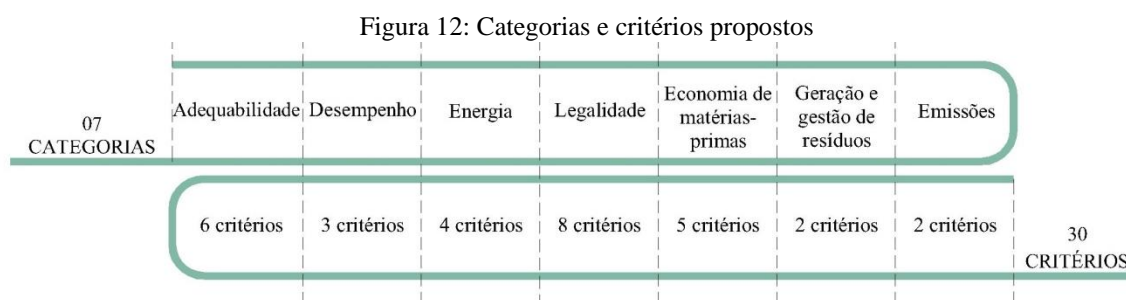 Figura 12: Categorias e critérios propostos
07
CATEGORIAS
Adequabilidade
Desempenho
Energia
Legalidade
Economia de
matérias-
primas
Geração e
gestão de
resíduos
Emissões
6 critérios
3 critérios
4 critérios
8 critérios
5 critérios
2 critérios
2 critérios
30
CRITÉRIOS